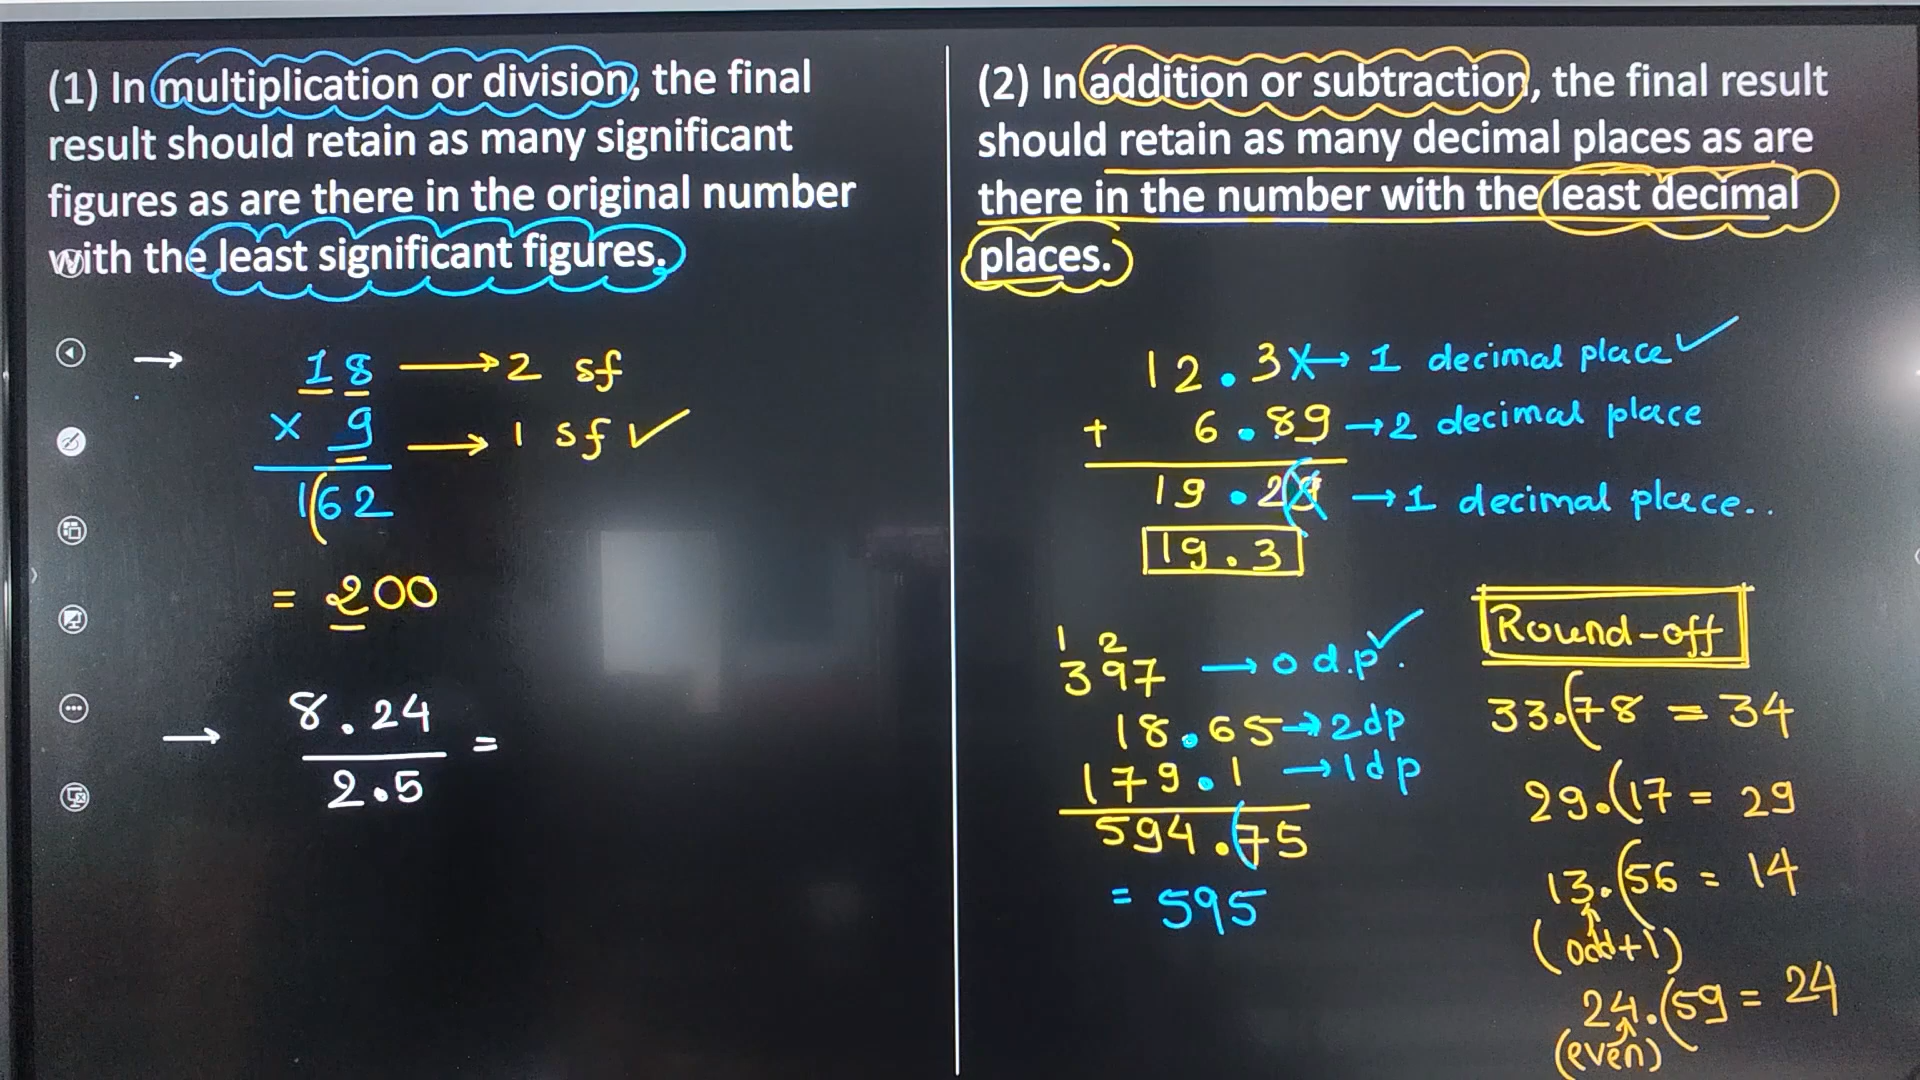 (1) In multiplication or division, the final
result should retain as many significant
figures as are there in the original number
with the least significant figures.
→ 18 → 2 sf
× 9 → 1 sf ✓
162
= 200
→ 8.24
2.5 =
(2) In addition or subtraction, the final result
should retain as many decimal places as are
there in the number with the least decimal
places.
12.3x → 1 decimal place ✓
+ 6.89 → 2 decimal place
19.29 → 1 decimal place..
19.3
1 2
397 → 0 d.p. ✓
18.65 → 2dp
179.1 → 1dp
594.75
= 595
Round-off
33.(78 = 34
29.(17 = 29
13.(56 = 14
(odd+1)
24.(59 = 24
(even)